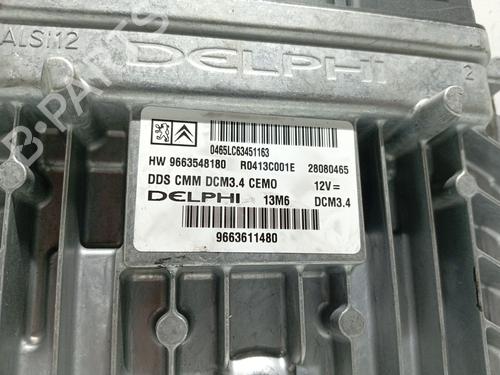 ALSi12
DELPHI
2
0465LC63451163
HW 9663548180 R0413C001E 28080465
DDS CMM DCM3.4 CEMO 12V=
DELPHI 13M6 DCM3.4
9663611480
B-PARTS